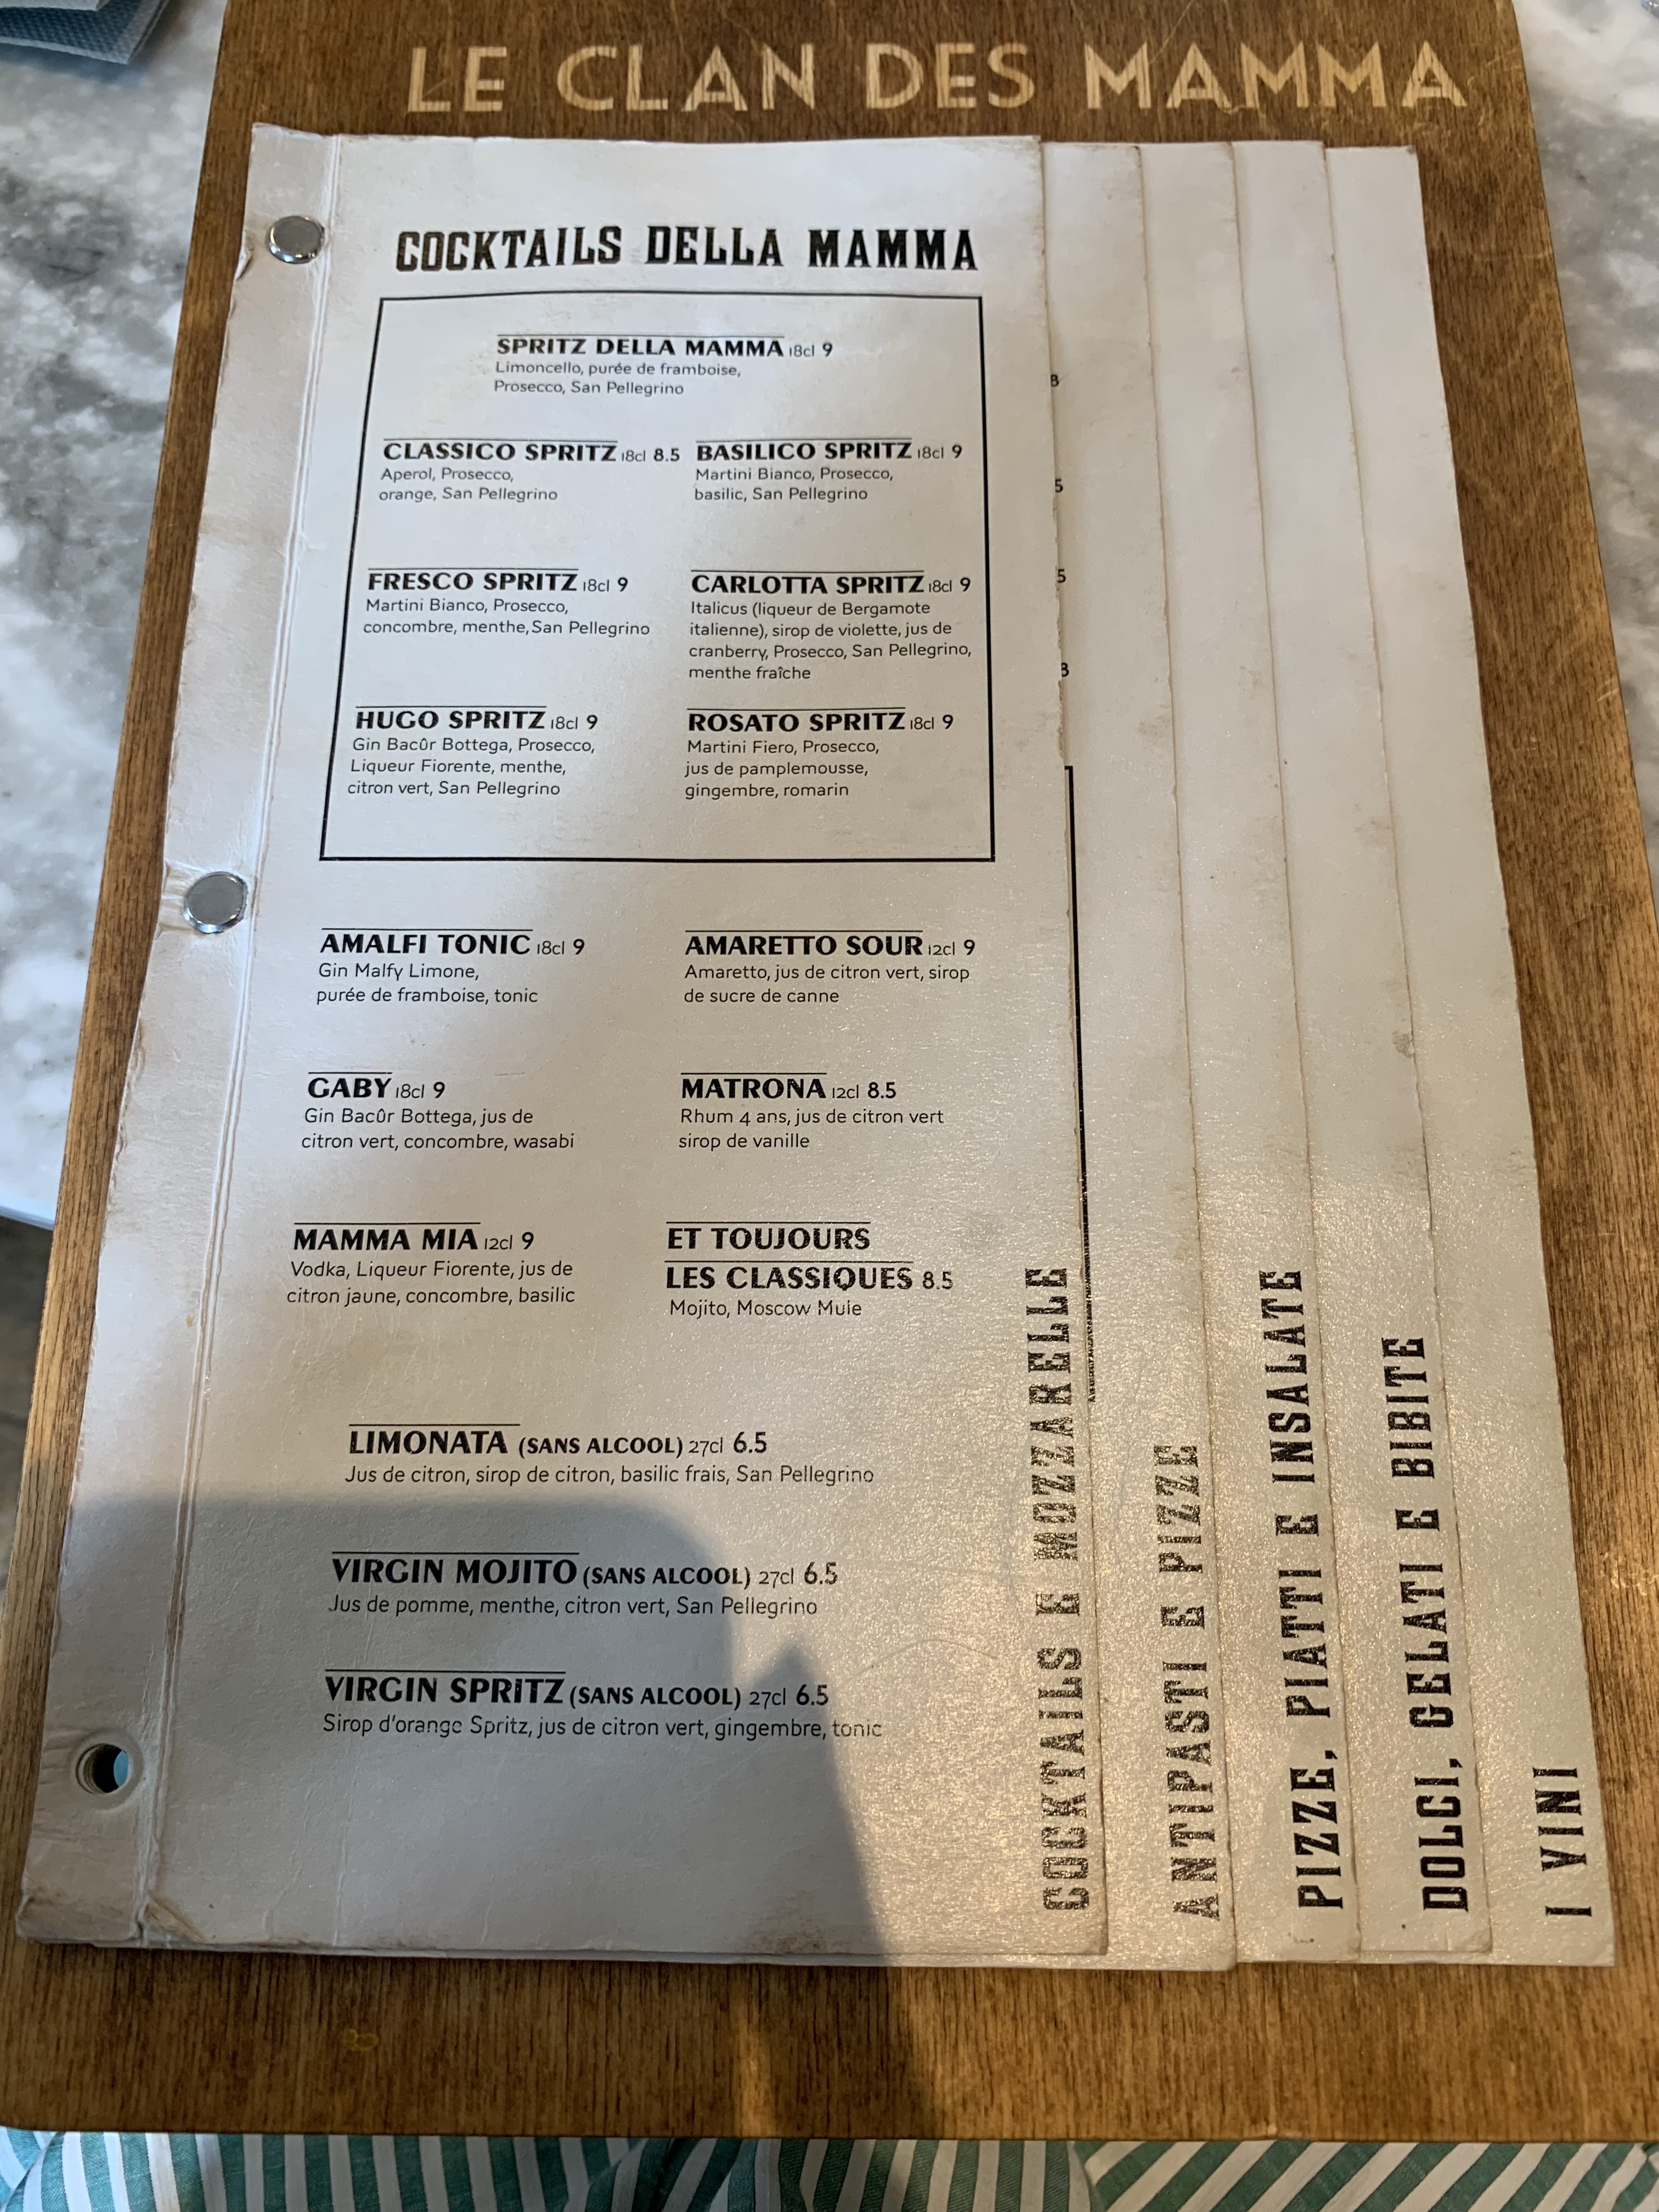 LE CLAN DES MAMMA
COCKTAILS DELLA MAMMA
SPRITZ DELLA MAMMA 18cl 9
Limoncello, purée de framboise,
Prosecco, San Pellegrino
CLASSICO SPRITZ 18cl 8.5
Aperol, Prosecco,
orange, San Pellegrino
BASILICO SPRITZ 18cl 9
Martini Bianco, Prosecco,
basilic, San Pellegrino
FRESCO SPRITZ 18cl 9
Martini Bianco, Prosecco,
concombre, menthe, San Pellegrino
CARLOTTA SPRITZ 18cl 9
Italicus (liqueur de Bergamote
italienne), sirop de violette, jus de
cranberry, Prosecco, San Pellegrino,
menthe fraîche
HUGO SPRITZ 18cl 9
Gin Bacûr Bottega, Prosecco,
Liqueur Fiorente, menthe,
citron vert, San Pellegrino
ROSATO SPRITZ 18cl 9
Martini Fiero, Prosecco,
jus de pamplemousse,
gingembre, romarin
AMALFI TONIC 18cl 9
Gin Malfy Limone,
purée de framboise, tonic
AMARETTO SOUR 12cl 9
Amaretto, jus de citron vert, sirop
de sucre de canne
GABY 18cl 9
Gin Bacûr Bottega, jus de
citron vert, concombre, wasabi
MATRONA 12cl 8.5
Rhum 4 ans, jus de citron vert
sirop de vanille
MAMMA MIA 12cl 9
Vodka, Liqueur Fiorente, jus de
citron jaune, concombre, basilic
ET TOUJOURS
LES CLASSIQUES 8.5
Mojito, Moscow Mule
LIMONATA (SANS ALCOOL) 27cl 6.5
Jus de citron, sirop de citron, basilic frais, San Pellegrino
VIRGIN MOJITO (SANS ALCOOL) 27cl 6.5
Jus de pomme, menthe, citron vert, San Pellegrino
VIRGIN SPRITZ (SANS ALCOOL) 27cl 6.5
Sirop d'orange Spritz, jus de citron vert, gingembre, tonic
COCKTAILS E MOZZARELLE
ANTIPASTI E PIZZE
PIZZE, PIATTI E INSALATE
DOLCI, GELATI E BIBITE
I VINI